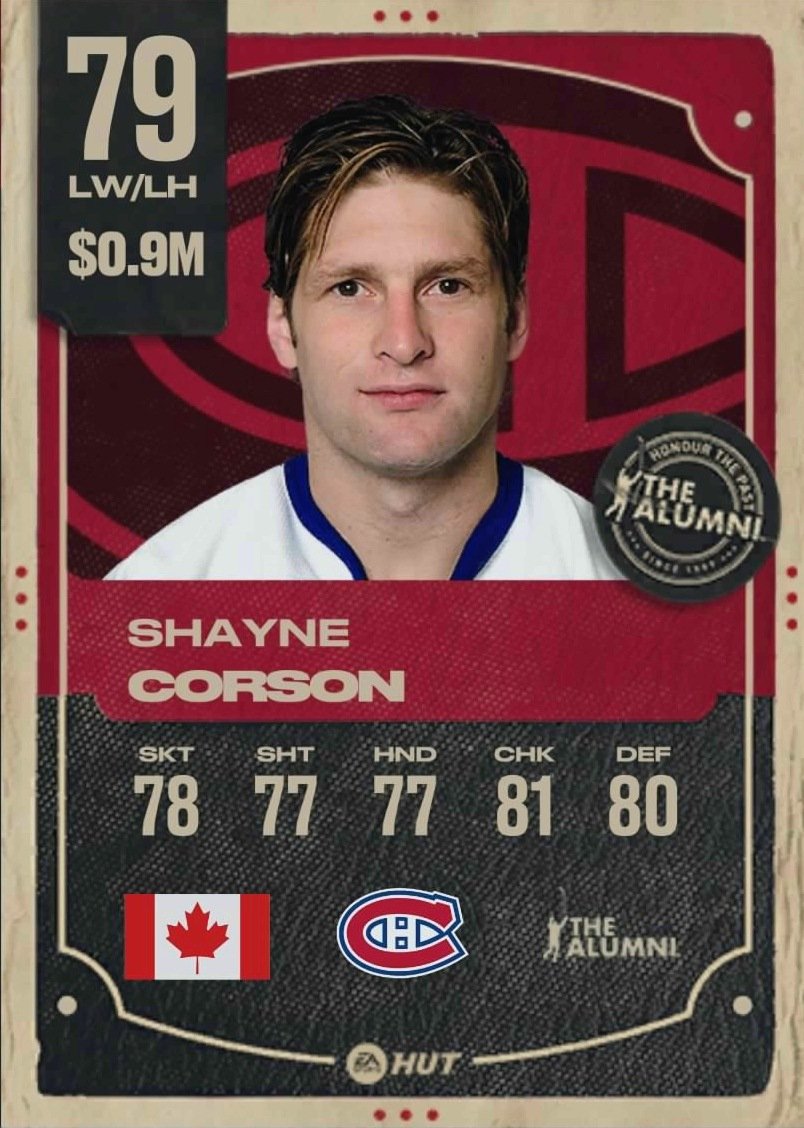 79
LW/LH
$0.9M
HONOUR THE PAST
THE
ALUMNI
SHAYNE
CORSON
SKT SHT HND CHK DEF
78 77 77 81 80
THE
ALUMNI
EA HUT